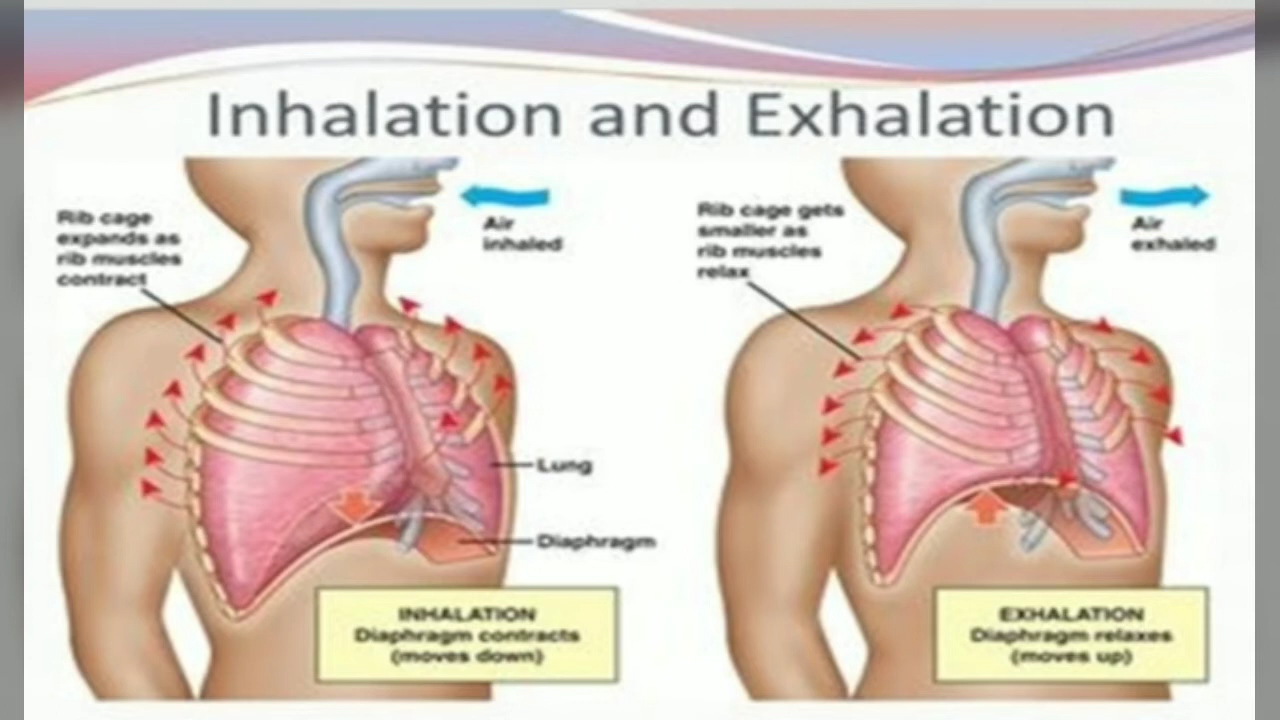 Inhalation and Exhalation
Rib cage
expands as
rib muscles
contract
Air
inhaled
Lung
Diaphragm
INHALATION
Diaphragm contracts
(moves down)
Rib cage gets
smaller as
rib muscles
relax
Air
exhaled
EXHALATION
Diaphragm relaxes
(moves up)